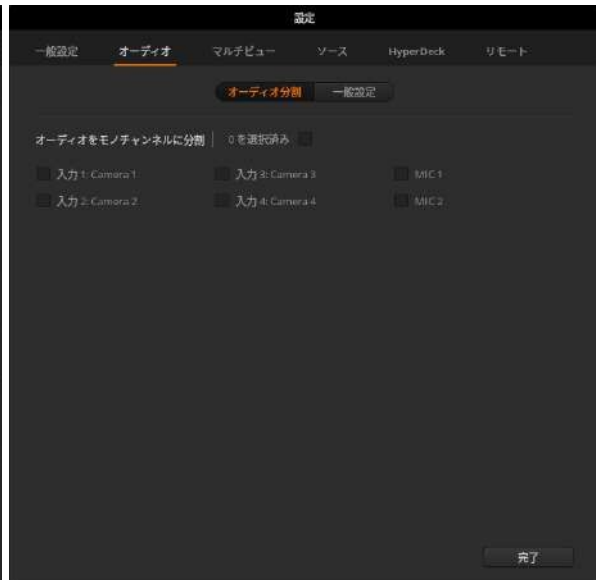 設定
一般設定 オーディオ マルチビュー ソース HyperDeck リモート
オーディオ分割 一般設定
オーディオをモノチャンネルに分割 0を選択済み
入力 1: Camera 1 入力 3: Camera 3 MIC 1
入力 2: Camera 2 入力 4: Camera 4 MIC 2
完了